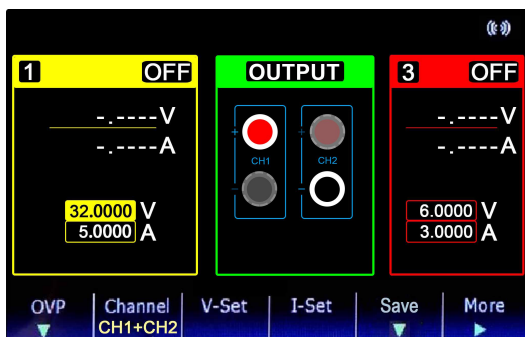 1 OFF
-.----V
-.----A
32.0000 V
5.0000 A
OUTPUT
+ +
CH1 CH2
- -
3 OFF
-.----V
-.----A
6.0000 V
3.0000 A
OVP Channel V-Set I-Set Save More
CH1+CH2